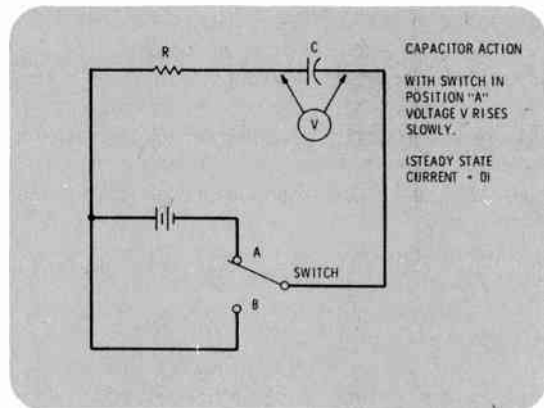 R
C
CAPACITOR ACTION
WITH SWITCH IN
POSITION "A"
VOLTAGE V RISES
SLOWLY.
V
(STEADY STATE
CURRENT = 0)
A
SWITCH
B